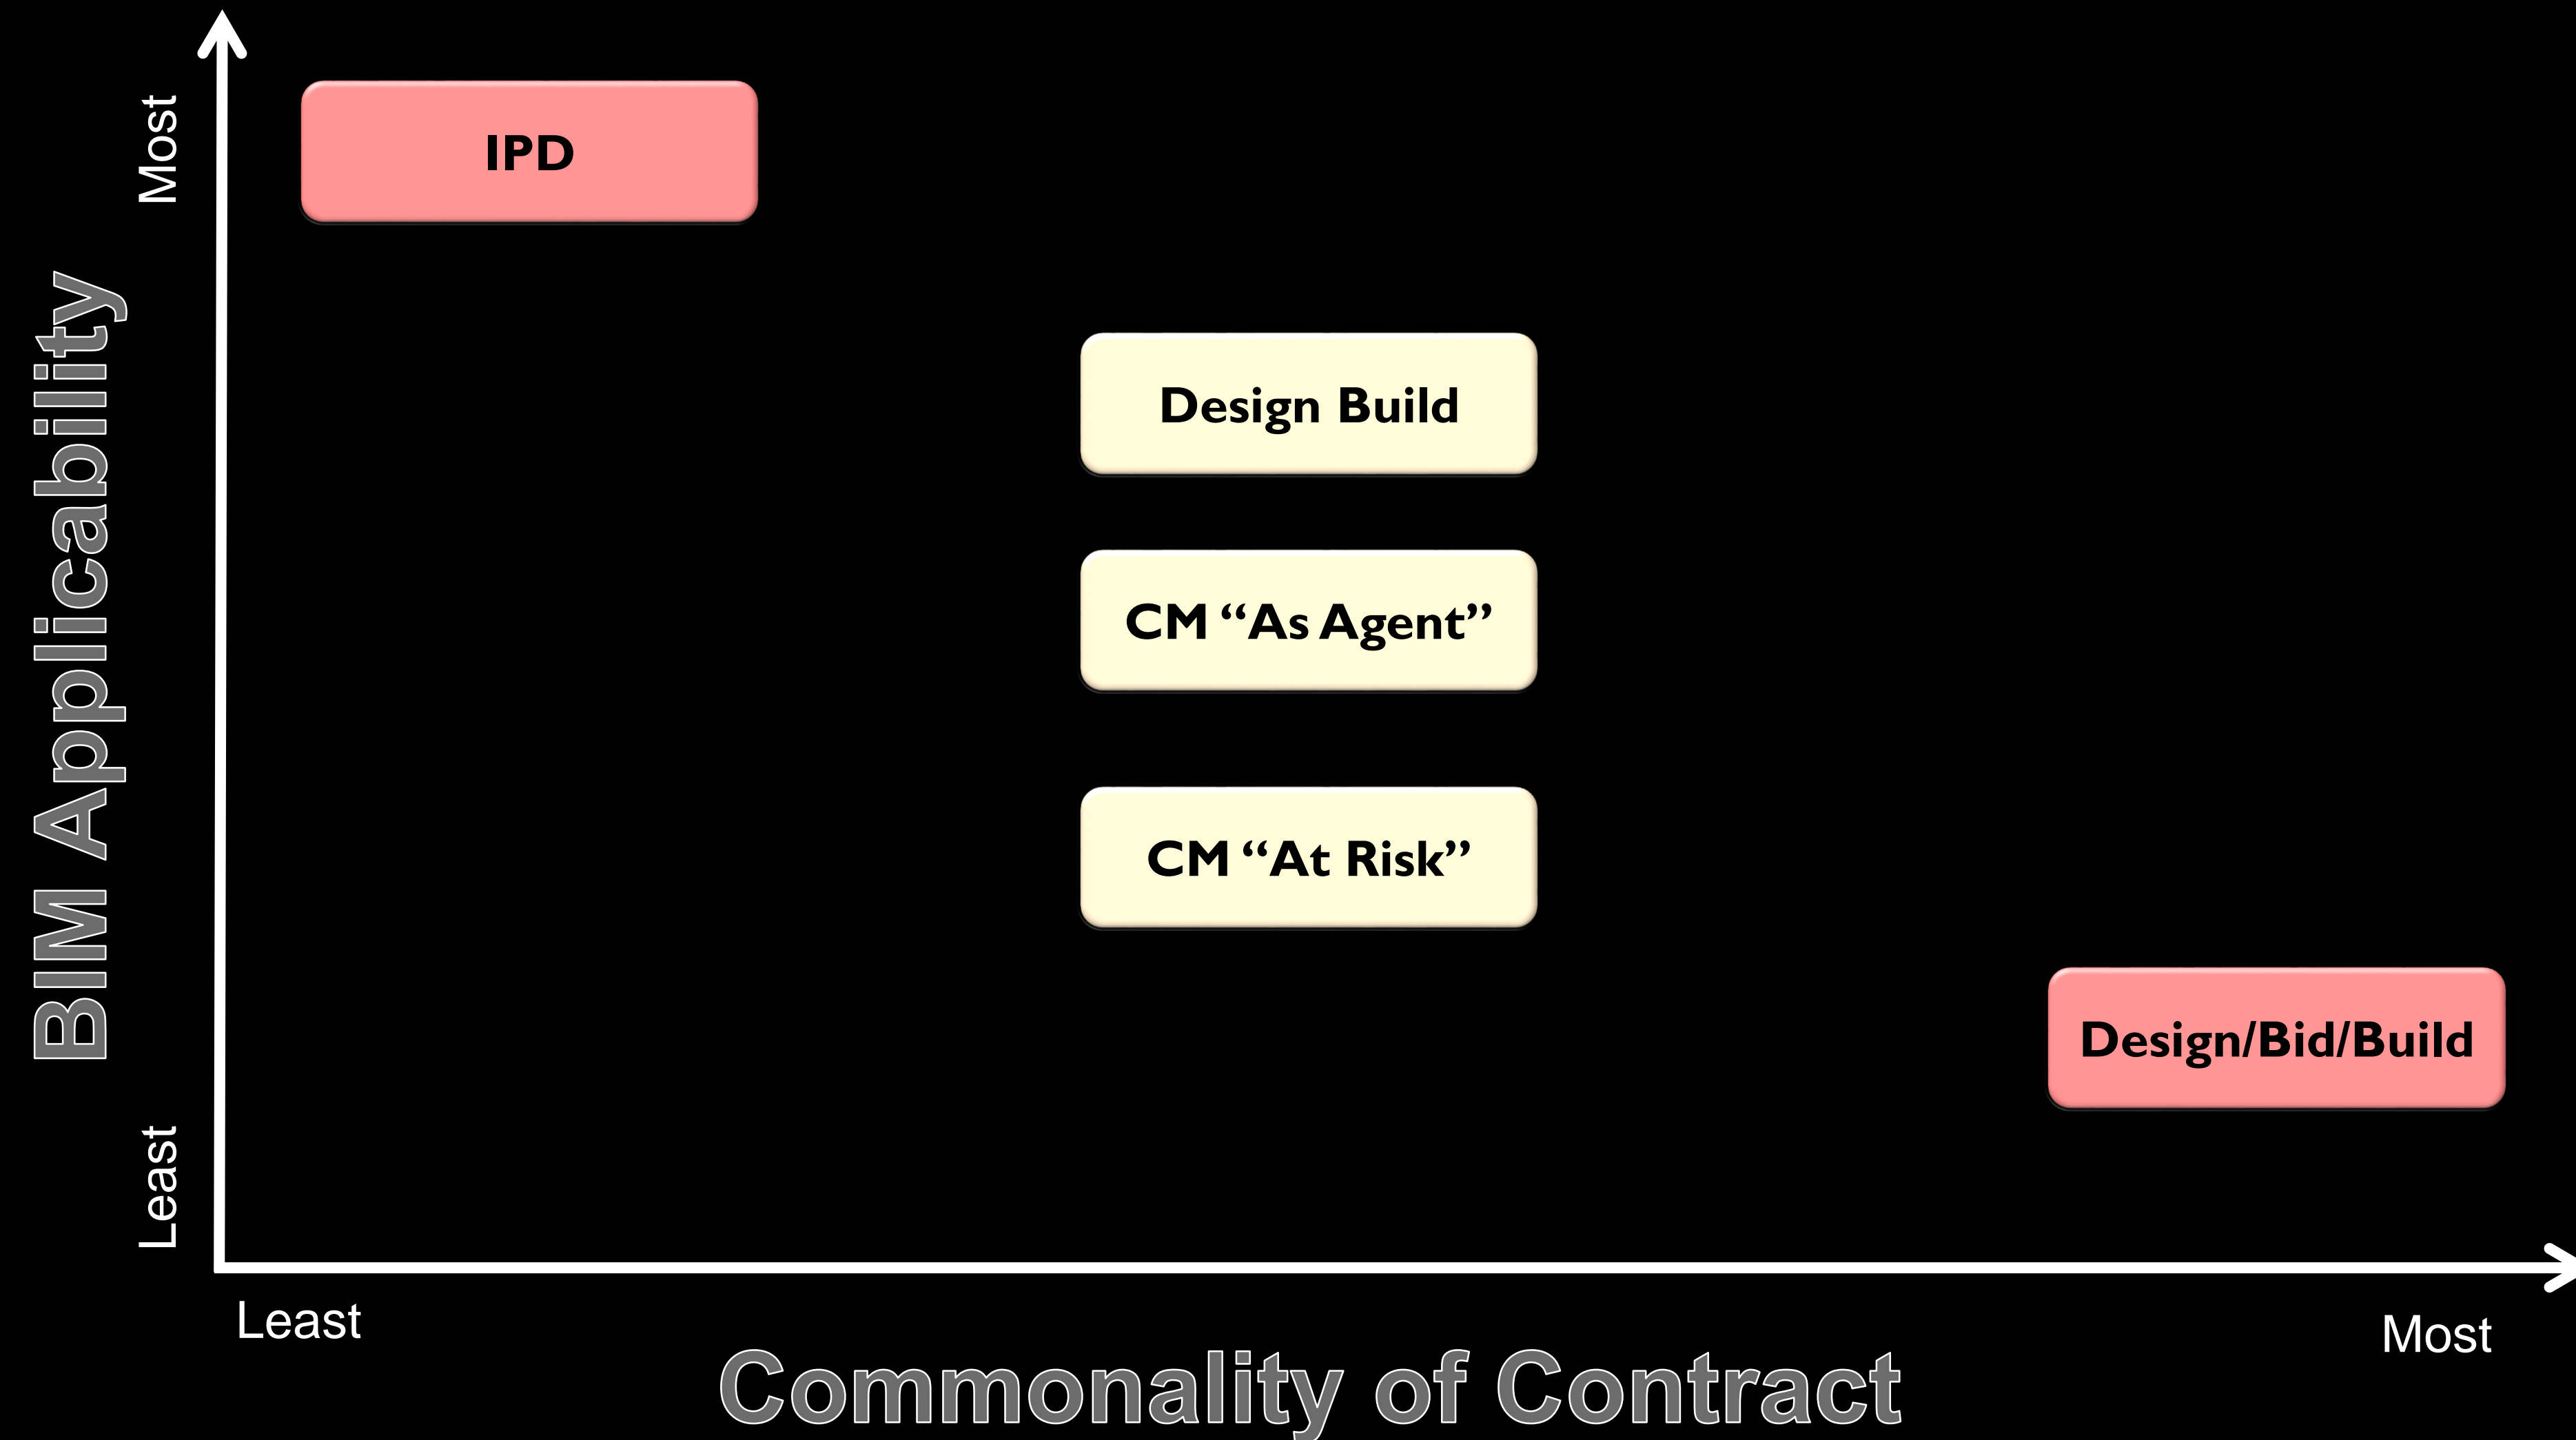 Most
IPD
BIM Applicability
Design Build
CM “As Agent”
CM “At Risk”
Design/Bid/Build
Least
Least
Most
Commonality of Contract